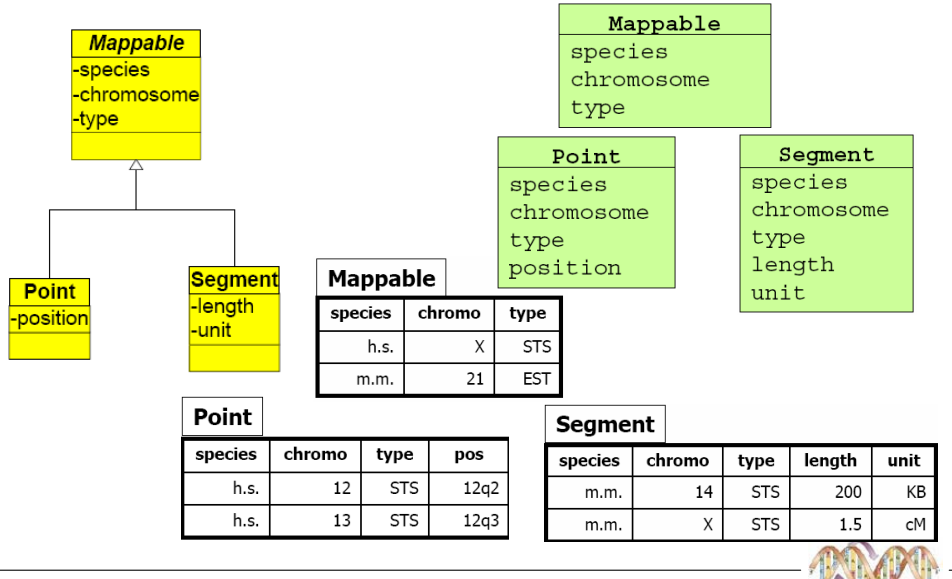 Mappable
-species
-chromosome
-type
Point
-position
Segment
-length
-unit
Mappable
species
chromosome
type
Point
species
chromosome
type
position
Segment
species
chromosome
type
length
unit
Mappable
species chromo type
h.s. X STS
m.m. 21 EST
Point
species chromo type pos
h.s. 12 STS 12q2
h.s. 13 STS 12q3
Segment
species chromo type length unit
m.m. 14 STS 200 KB
m.m. X STS 1.5 cM